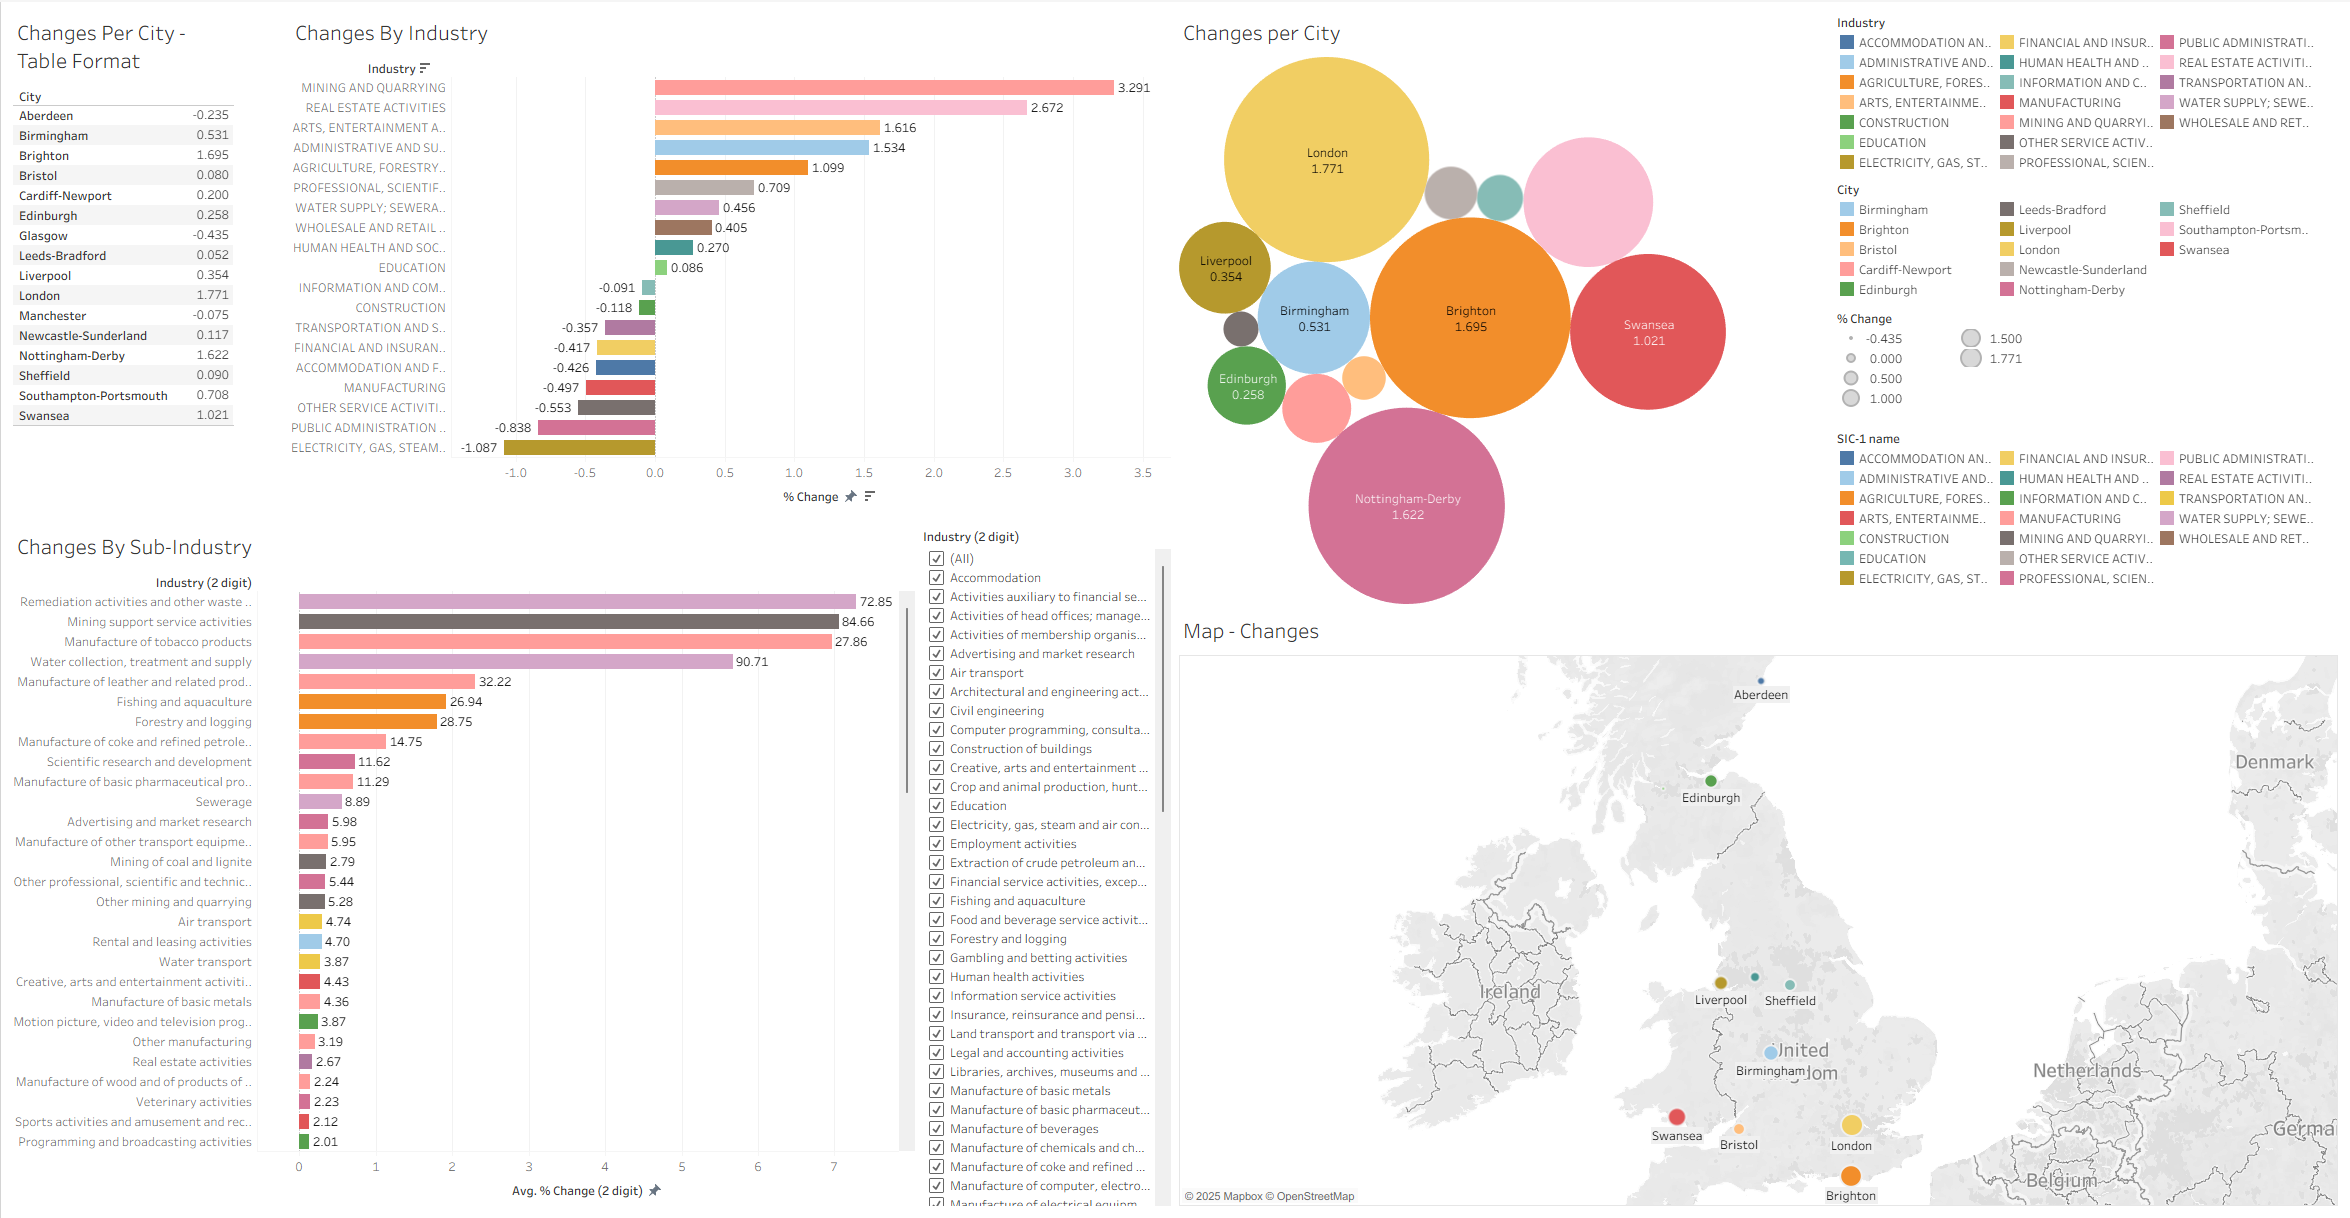 Changes Per City -
Table Format
City
Aberdeen -0.235
Birmingham 0.531
Brighton 1.695
Bristol 0.080
Cardiff-Newport 0.200
Edinburgh 0.258
Glasgow -0.435
Leeds-Bradford 0.052
Liverpool 0.354
London 1.771
Manchester -0.075
Newcastle-Sunderland 0.117
Nottingham-Derby 1.622
Sheffield 0.090
Southampton-Portsmouth 0.708
Swansea 1.021
Changes By Industry
Industry
MINING AND QUARRYING 3.291
REAL ESTATE ACTIVITIES 2.672
ARTS, ENTERTAINMENT A.. 1.616
ADMINISTRATIVE AND SU.. 1.534
AGRICULTURE, FORESTRY.. 1.099
PROFESSIONAL, SCIENTIF.. 0.709
WATER SUPPLY; SEWERA.. 0.456
WHOLESALE AND RETAIL .. 0.405
HUMAN HEALTH AND SOC.. 0.270
EDUCATION 0.086
INFORMATION AND COM.. -0.091
CONSTRUCTION -0.118
TRANSPORTATION AND S.. -0.357
FINANCIAL AND INSURAN.. -0.417
ACCOMMODATION AND F.. -0.426
MANUFACTURING -0.497
OTHER SERVICE ACTIVITI.. -0.553
PUBLIC ADMINISTRATION .. -0.838
ELECTRICITY, GAS, STEAM.. -1.087
-1.0 -0.5 0.0 0.5 1.0 1.5 2.0 2.5 3.0 3.5
% Change
Changes per City
London
1.771
Liverpool
0.354
Birmingham
0.531
Brighton
1.695
Swansea
1.021
Edinburgh
0.258
Nottingham-Derby
1.622
Industry
ACCOMMODATION AN.. FINANCIAL AND INSUR.. PUBLIC ADMINISTRATI..
ADMINISTRATIVE AND.. HUMAN HEALTH AND .. REAL ESTATE ACTIVITI..
AGRICULTURE, FORES.. INFORMATION AND C.. TRANSPORTATION AN..
ARTS, ENTERTAINME.. MANUFACTURING WATER SUPPLY; SEWE..
CONSTRUCTION MINING AND QUARRYI.. WHOLESALE AND RET..
EDUCATION OTHER SERVICE ACTIV..
ELECTRICITY, GAS, ST.. PROFESSIONAL, SCIEN..
City
Birmingham Leeds-Bradford Sheffield
Brighton Liverpool Southampton-Portsm..
Bristol London Swansea
Cardiff-Newport Newcastle-Sunderland
Edinburgh Nottingham-Derby
% Change
-0.435 1.500
0.000 1.771
0.500
1.000
SIC-1 name
ACCOMMODATION AN.. FINANCIAL AND INSUR.. PUBLIC ADMINISTRATI..
ADMINISTRATIVE AND.. HUMAN HEALTH AND .. REAL ESTATE ACTIVITI..
AGRICULTURE, FORES.. INFORMATION AND C.. TRANSPORTATION AN..
ARTS, ENTERTAINME.. MANUFACTURING WATER SUPPLY; SEWE..
CONSTRUCTION MINING AND QUARRYI.. WHOLESALE AND RET..
EDUCATION OTHER SERVICE ACTIV..
ELECTRICITY, GAS, ST.. PROFESSIONAL, SCIEN..
Changes By Sub-Industry
Industry (2 digit)
Remediation activities and other waste .. 72.85
Mining support service activities 84.66
Manufacture of tobacco products 27.86
Water collection, treatment and supply 90.71
Manufacture of leather and related prod.. 32.22
Fishing and aquaculture 26.94
Forestry and logging 28.75
Manufacture of coke and refined petrole.. 14.75
Scientific research and development 11.62
Manufacture of basic pharmaceutical pro.. 11.29
Sewerage 8.89
Advertising and market research 5.98
Manufacture of other transport equipme.. 5.95
Mining of coal and lignite 2.79
Other professional, scientific and technic.. 5.44
Other mining and quarrying 5.28
Air transport 4.74
Rental and leasing activities 4.70
Water transport 3.87
Creative, arts and entertainment activiti.. 4.43
Manufacture of basic metals 4.36
Motion picture, video and television prog.. 3.87
Other manufacturing 3.19
Real estate activities 2.67
Manufacture of wood and of products of .. 2.24
Veterinary activities 2.23
Sports activities and amusement and rec.. 2.12
Programming and broadcasting activities 2.01
0 1 2 3 4 5 6 7
Avg. % Change (2 digit)
Industry (2 digit)
(All)
Accommodation
Activities auxiliary to financial se...
Activities of head offices; manage...
Activities of membership organis...
Advertising and market research
Air transport
Architectural and engineering act...
Civil engineering
Computer programming, consulta...
Construction of buildings
Creative, arts and entertainment ...
Crop and animal production, hunt...
Education
Electricity, gas, steam and air con...
Employment activities
Extraction of crude petroleum an...
Financial service activities, excep...
Fishing and aquaculture
Food and beverage service activit...
Forestry and logging
Gambling and betting activities
Human health activities
Information service activities
Insurance, reinsurance and pensi...
Land transport and transport via ...
Legal and accounting activities
Libraries, archives, museums and ...
Manufacture of basic metals
Manufacture of basic pharmaceut...
Manufacture of beverages
Manufacture of chemicals and ch...
Manufacture of coke and refined ...
Manufacture of computer, electro...
Manufacture of electrical equipm...
Map - Changes
Aberdeen
Denmark
Edinburgh
Ireland
Liverpool Sheffield
United
Birmingham
Netherlands
Swansea
Bristol
London
Germa
Belgium
Brighton
© 2025 Mapbox © OpenStreetMap